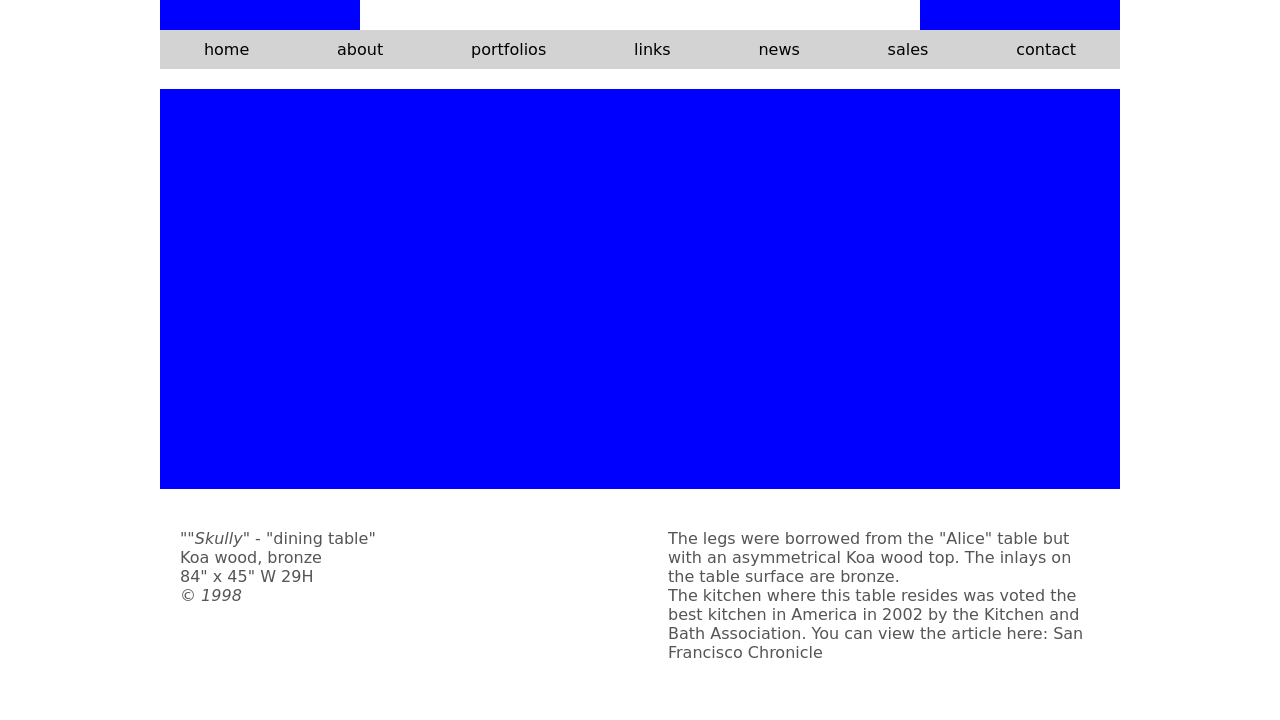 home about portfolios links news sales contact
""Skully" - "dining table"
Koa wood, bronze
84" x 45" W 29H
© 1998
The legs were borrowed from the "Alice" table but
with an asymmetrical Koa wood top. The inlays on
the table surface are bronze.
The kitchen where this table resides was voted the
best kitchen in America in 2002 by the Kitchen and
Bath Association. You can view the article here: San
Francisco Chronicle